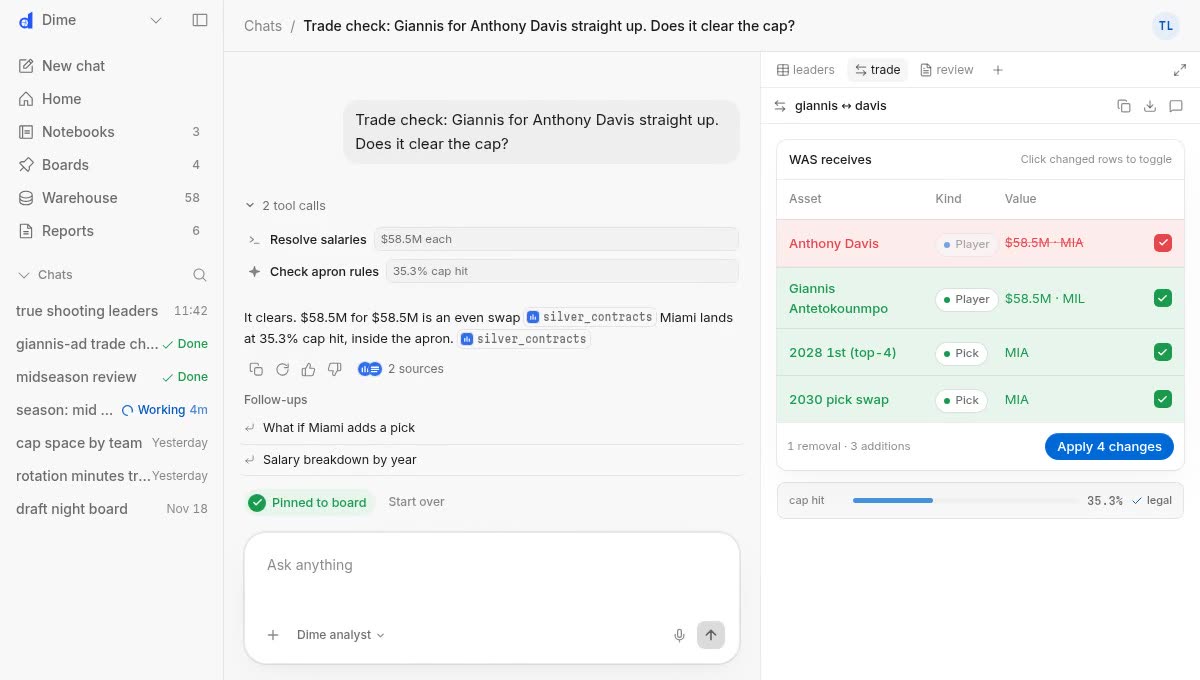 Dime
New chat
Home
Notebooks 3
Boards 4
Warehouse 58
Reports 6
Chats
true shooting leaders 11:42
giannis-ad trade ch... Done
midseason review Done
season: mid ... Working 4m
cap space by team Yesterday
rotation minutes tr... Yesterday
draft night board Nov 18
Chats / Trade check: Giannis for Anthony Davis straight up. Does it clear the cap?
TL
Trade check: Giannis for Anthony Davis straight up.
Does it clear the cap?
2 tool calls
Resolve salaries $58.5M each
Check apron rules 35.3% cap hit
It clears. $58.5M for $58.5M is an even swap silver_contracts Miami lands
at 35.3% cap hit, inside the apron. silver_contracts
2 sources
Follow-ups
What if Miami adds a pick
Salary breakdown by year
Pinned to board Start over
Ask anything
Dime analyst
leaders trade review
giannis ↔ davis
WAS receives Click changed rows to toggle
Asset Kind Value
Anthony Davis Player $58.5M · MIA
Giannis
Antetokounmpo Player $58.5M · MIL
2028 1st (top-4) Pick MIA
2030 pick swap Pick MIA
1 removal · 3 additions Apply 4 changes
cap hit 35.3% legal